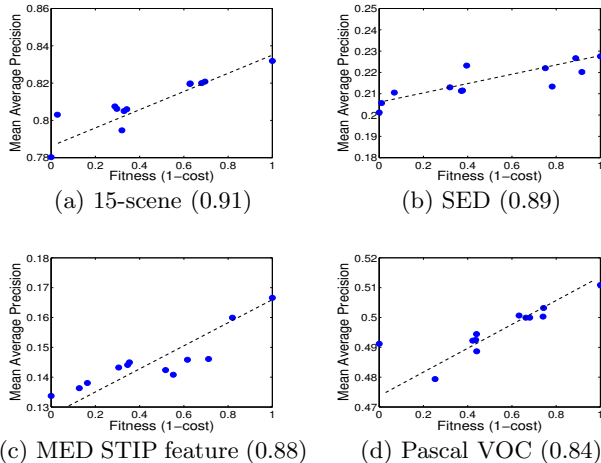 0.86
0.84
0.82
0.8
0.78
Mean Average Precision
0 0.2 0.4 0.6 0.8 1
Fitness (1−cost)
(a) 15-scene (0.91)
0.25
0.24
0.23
0.22
0.21
0.2
0.19
0.18
Mean Average Precision
0 0.2 0.4 0.6 0.8 1
Fitness (1−cost)
(b) SED (0.89)
0.18
0.17
0.16
0.15
0.14
0.13
Mean Average Precision
0 0.2 0.4 0.6 0.8 1
Fitness (1−cost)
(c) MED STIP feature (0.88)
0.52
0.51
0.5
0.49
0.48
0.47
Mean Average Precision
0 0.2 0.4 0.6 0.8 1
Fitness (1−cost)
(d) Pascal VOC (0.84)